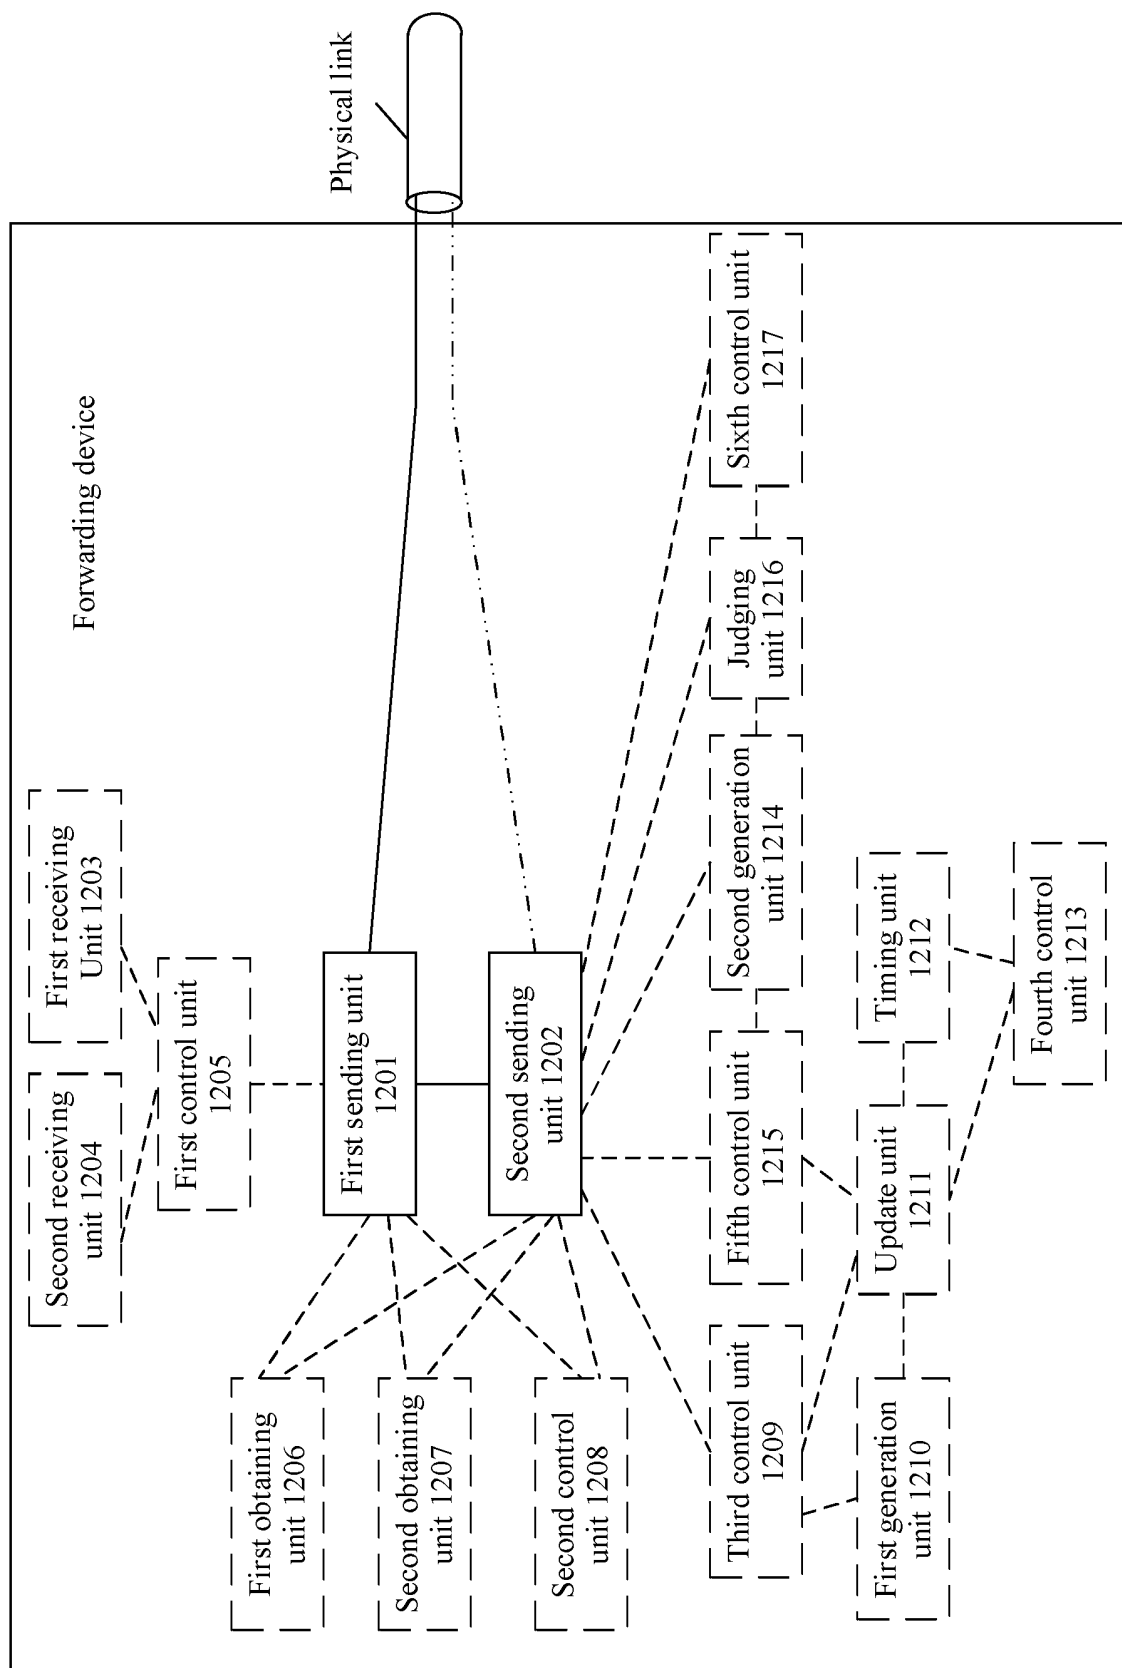 Forwarding device
Physical link
Second receiving
unit 1204
First receiving
Unit 1203
First control unit
1205
First obtaining
unit 1206
First sending unit
1201
Second obtaining
unit 1207
Second sending
unit 1202
Second control
unit 1208
Third control unit
1209
Fifth control unit
1215
Second generation
unit 1214
Judging
unit 1216
Sixth control unit
1217
First generation
unit 1210
Update unit
1211
Timing unit
1212
Fourth control
unit 1213